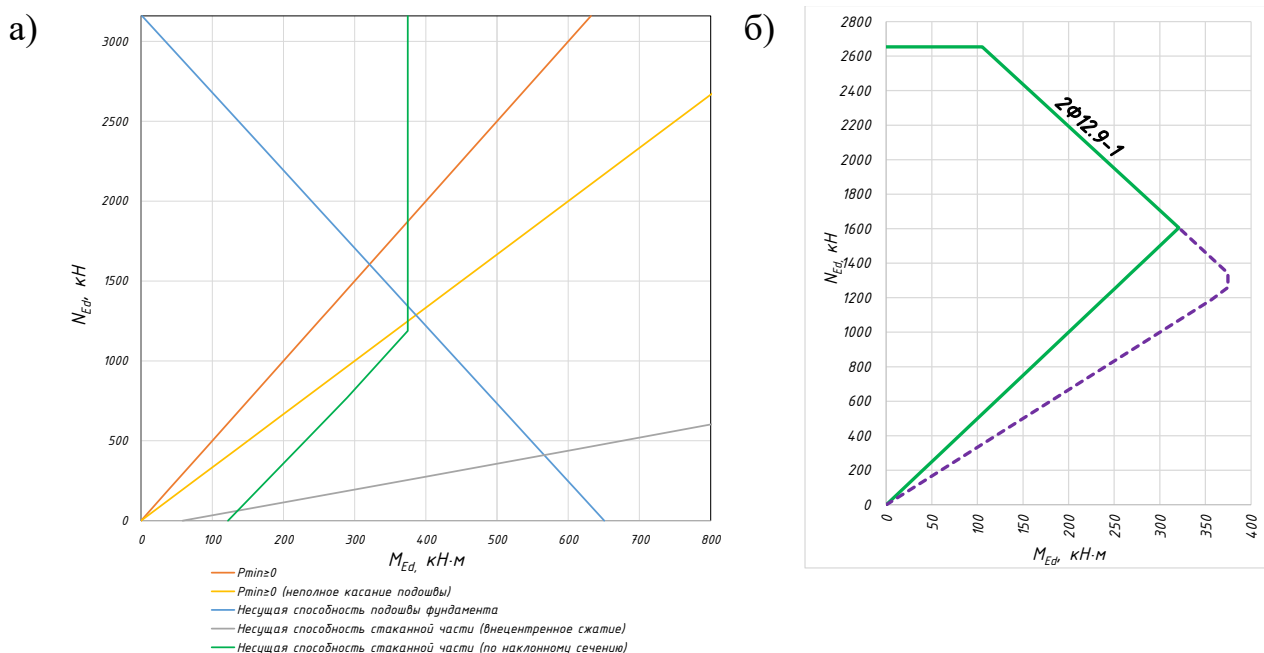 а)
3000
2500
2000
1500
1000
500
0
N_Ed, кН
0 100 200 300 400 500 600 700 800
M_Ed, кН·м
Pmin≥0
Pmin≥0 (неполное касание подошвы)
Несущая способность подошвы фундамента
Несущая способность стаканной части (внецентренное сжатие)
Несущая способность стаканной части (по наклонному сечению)
б)
2800
2600
2400
2200
2000
1800
1600
1400
1200
1000
800
600
400
200
0
N_Ed, кН
2Ф12.9-1
0 50 100 150 200 250 300 350 400
M_Ed, кН·м